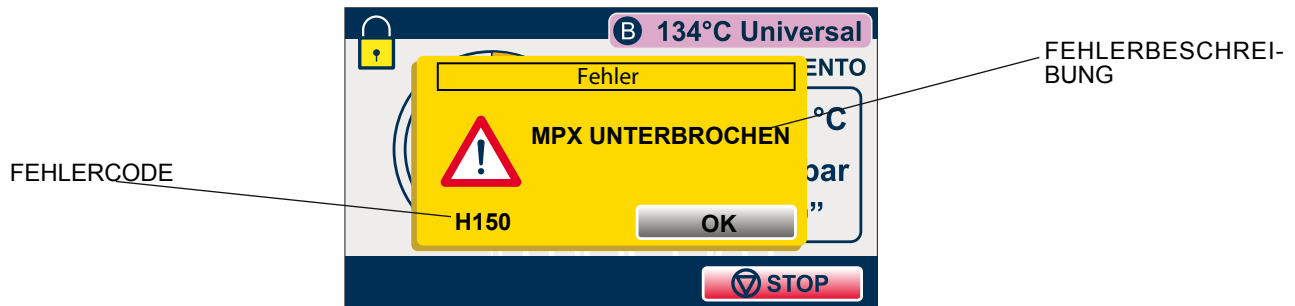 B 134°C Universal
Fehler
ENTO
FEHLERBESCHREI-
BUNG
°C
MPX UNTERBROCHEN
bar
FEHLERCODE
H150
OK
”
STOP